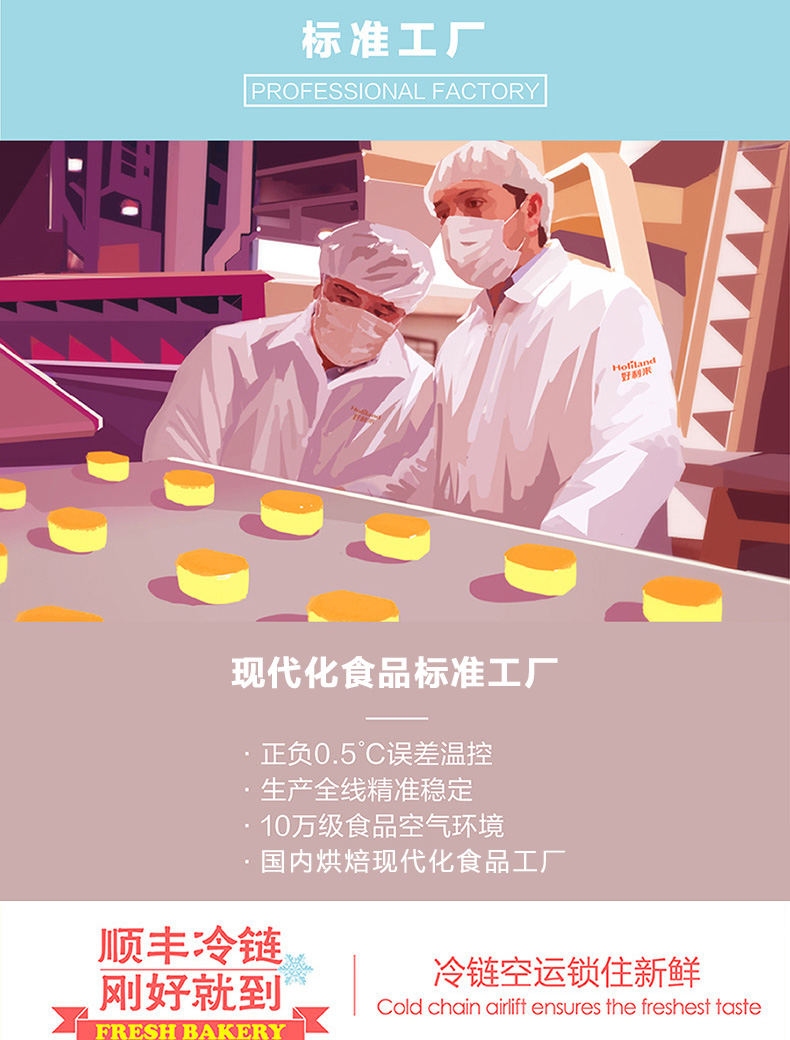 标准工厂
PROFESSIONAL FACTORY
Holiland
好利来
Holiland
好利来
现代化食品标准工厂
· 正负0.5°C误差温控
· 生产全线精准稳定
· 10万级食品空气环境
· 国内烘焙现代化食品工厂
顺丰冷链
刚好就到
FRESH BAKERY
冷链空运锁住新鲜
Cold chain airlift ensures the freshest taste